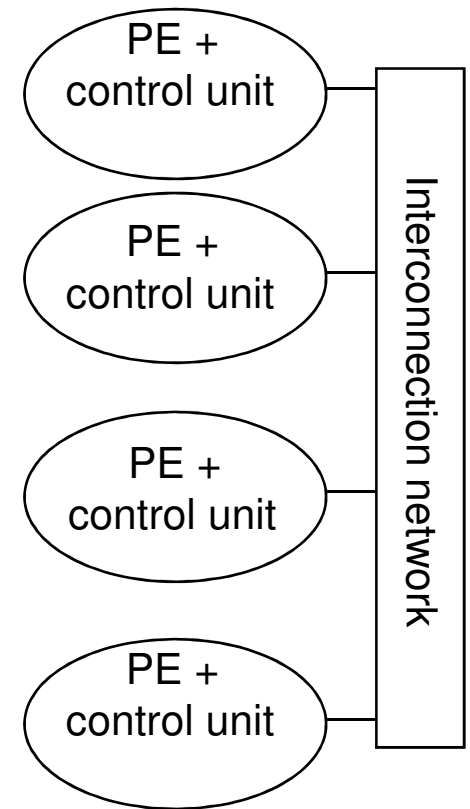 PE +
control unit
PE +
control unit
PE +
control unit
PE +
control unit
Interconnection network